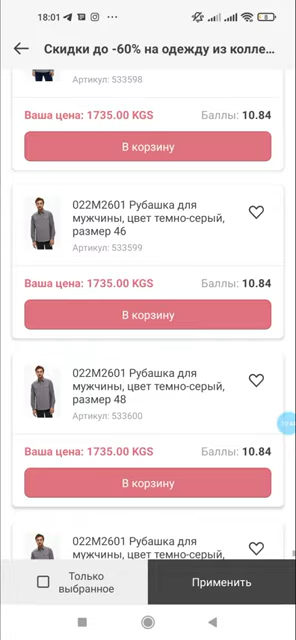 18:01
Скидки до -60% на одежду из колле...
Артикул: 533598
Ваша цена: 1735.00 KGS
Баллы: 10.84
В корзину
022M2601 Рубашка для
мужчины, цвет темно-серый,
размер 46
Артикул: 533599
Ваша цена: 1735.00 KGS
Баллы: 10.84
В корзину
022M2601 Рубашка для
мужчины, цвет темно-серый,
размер 48
Артикул: 533600
Ваша цена: 1735.00 KGS
Баллы: 10.84
В корзину
022M2601 Рубашка для
мужчины, цвет темно-серый,
Только
выбранное
Применить